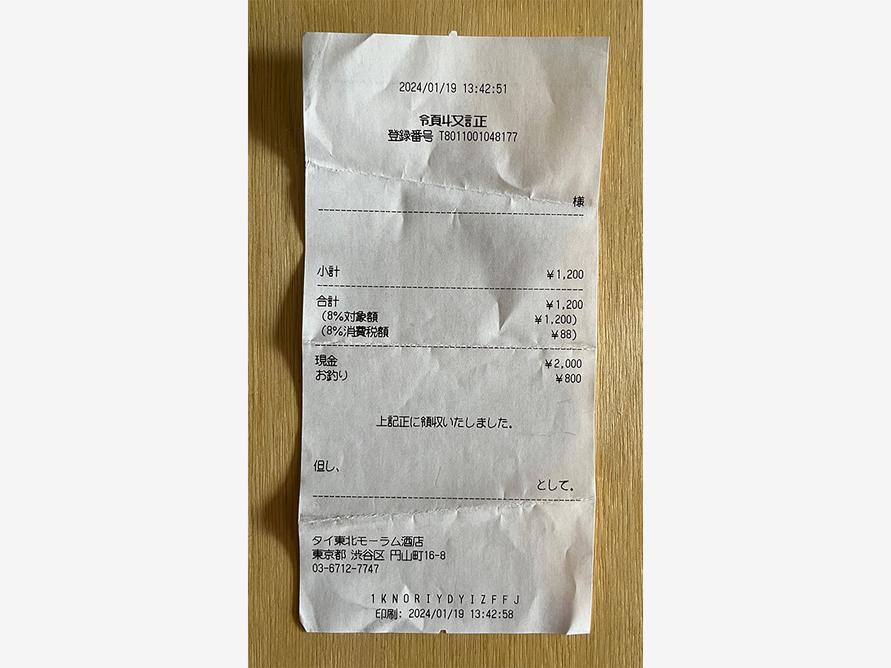 2024/01/19 13:42:51
領収証
登録番号 T8011001048177
様
小計 ¥1,200
合計 ¥1,200
(8%対象額 ¥1,200)
(8%消費税額 ¥88)
現金 ¥2,000
お釣り ¥800
上記正に領収いたしました。
但し、
として。
タイ東北モーラム酒店
東京都 渋谷区 円山町16-8
03-6712-7747
1KNORIYDYIZFFJ
印刷: 2024/01/19 13:42:58